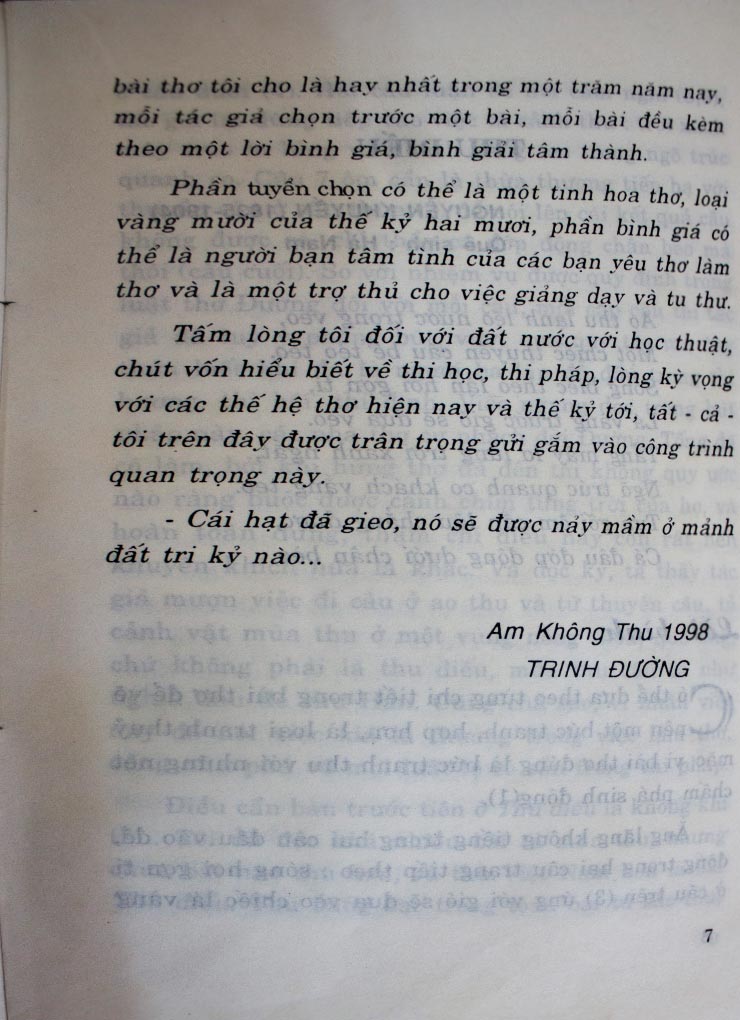 bài thơ tôi cho là hay nhất trong một trăm năm nay,
mỗi tác giả chọn trước một bài, mỗi bài đều kèm
theo một lời bình giá, bình giải tâm thành.
Phần tuyển chọn có thể là một tinh hoa thơ, loại
vàng mười của thế kỷ hai mươi, phần bình giá có
thể là người bạn tâm tình của các bạn yêu thơ làm
thơ và là một trợ thủ cho việc giảng dạy và tu thư.
Tấm lòng tôi đối với đất nước với học thuật,
chút vốn hiểu biết về thi học, thi pháp, lòng kỳ vọng
với các thế hệ thơ hiện nay và thế kỷ tới, tất - cả -
tôi trên đây được trân trọng gửi gắm vào công trình
quan trọng này.
- Cái hạt đã gieo, nó sẽ được nảy mầm ở mảnh
đất tri kỷ nào...
Am Không Thu 1998
TRINH ĐƯỜNG
7